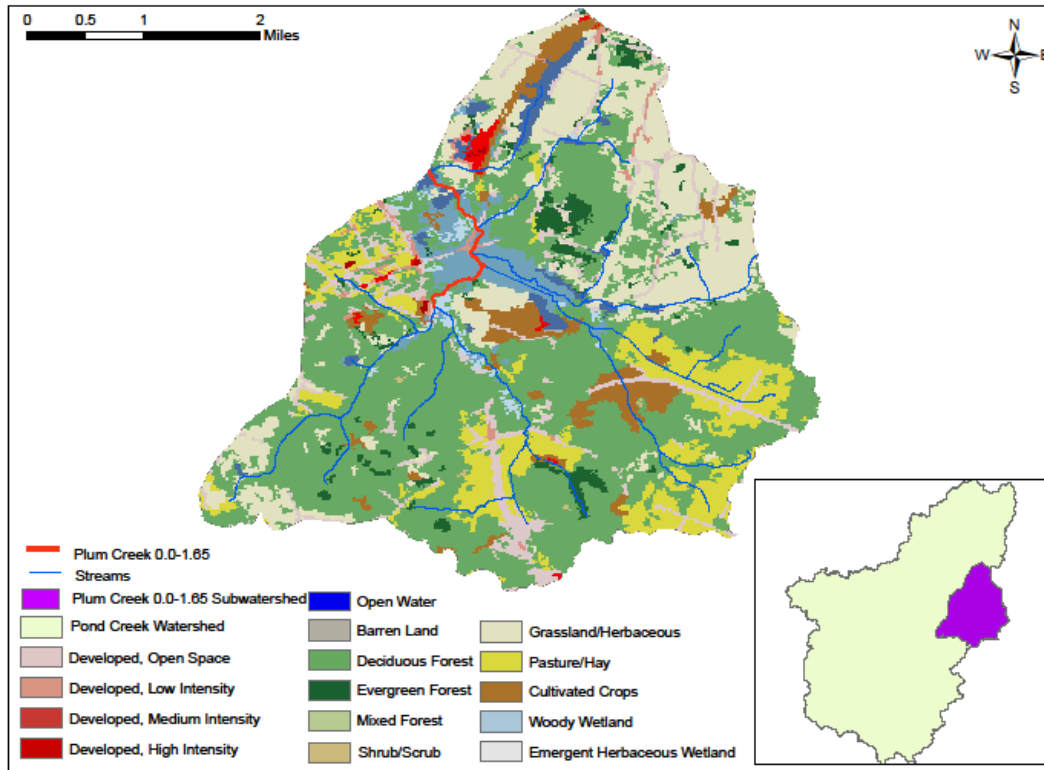 0 0.5 1 2
Miles
N
W E
S
Plum Creek 0.0-1.65
Streams
Plum Creek 0.0-1.65 Subwatershed
Pond Creek Watershed
Developed, Open Space
Developed, Low Intensity
Developed, Medium Intensity
Developed, High Intensity
Open Water
Barren Land
Deciduous Forest
Evergreen Forest
Mixed Forest
Shrub/Scrub
Grassland/Herbaceous
Pasture/Hay
Cultivated Crops
Woody Wetland
Emergent Herbaceous Wetland